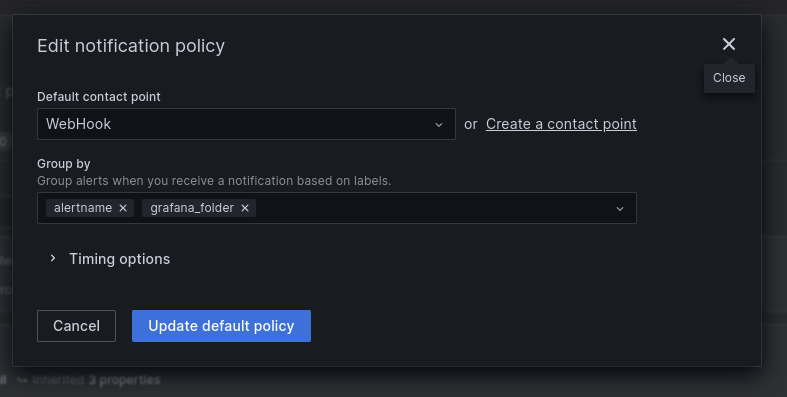 Edit notification policy
Close
Default contact point
WebHook
or Create a contact point
Group by
Group alerts when you receive a notification based on labels.
alertname
grafana_folder
Timing options
Cancel
Update default policy
Inherited 3 properties